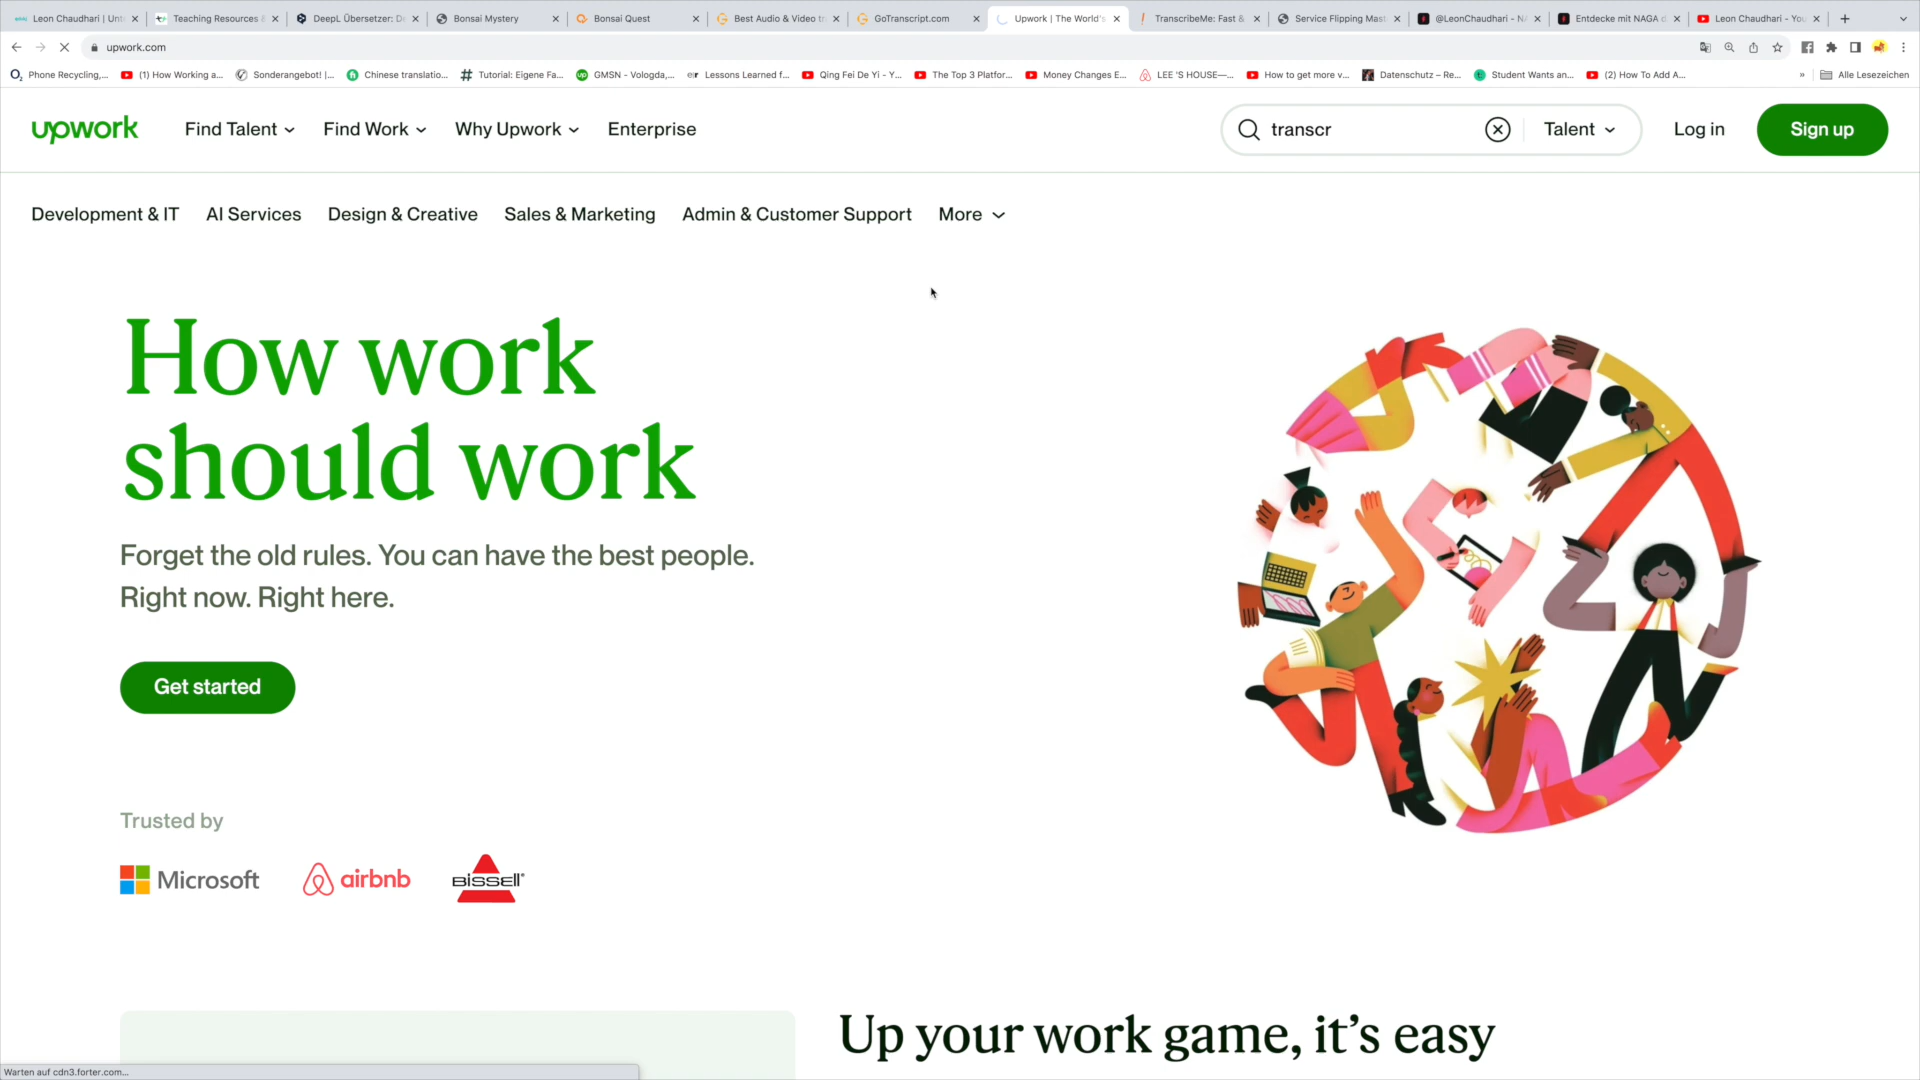 Leon Chaudhari | Unt
Teaching Resources &
DeepL Übersetzer: D
Bonsai Mystery
Bonsai Quest
Best Audio & Video tr
GoTranscript.com
Upwork | The World's
TranscribeMe: Fast &
Service Flipping Mast
@LeonChaudhari - NA
Entdecke mit NAGA d
Leon Chaudhari - You
upwork.com
Phone Recycling,...
(1) How Working a...
Sonderangebot! |...
Chinese translatio...
Tutorial: Eigene Fa...
GMSN - Vologda,...
Lessons Learned f...
Qing Fei De Yi - Y...
The Top 3 Platfor...
Money Changes E...
LEE 'S HOUSE—...
How to get more v...
Datenschutz – Re...
Student Wants an...
(2) How To Add A...
»
Alle Lesezeichen
upwork
Find Talent
Find Work
Why Upwork
Enterprise
transcr
Talent
Log in
Sign up
Development & IT
AI Services
Design & Creative
Sales & Marketing
Admin & Customer Support
More
How work
should work
Forget the old rules. You can have the best people.
Right now. Right here.
Get started
Trusted by
Microsoft
airbnb
BISSELL®
Up your work game, it's easy
Warten auf cdn3.forter.com...